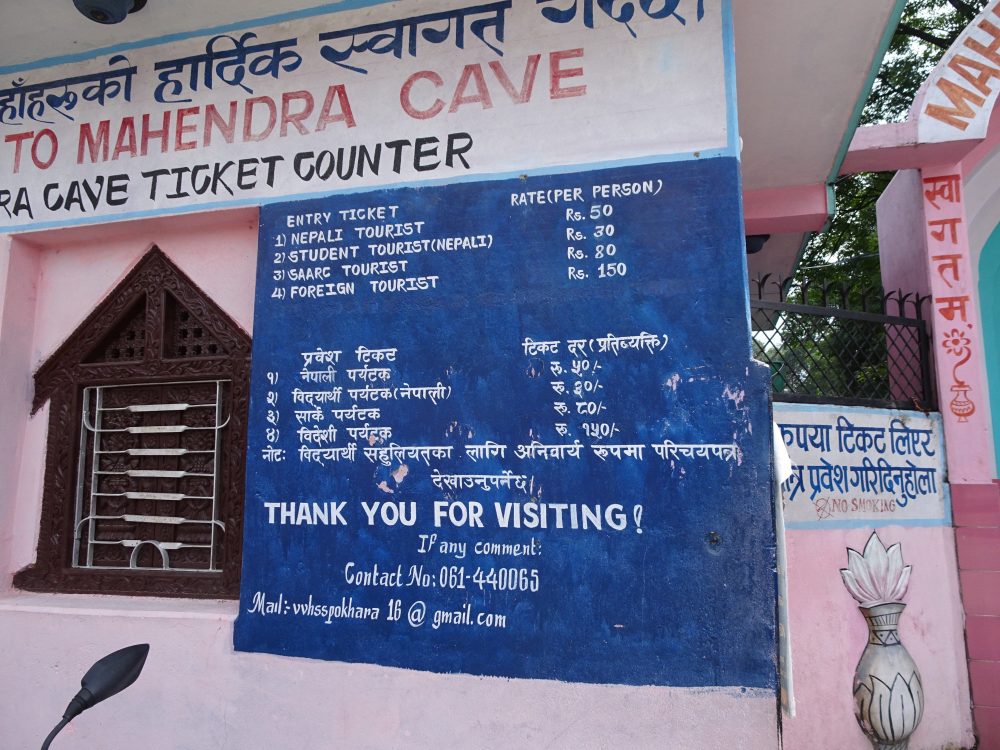 हार्दिक स्वागत गर्दछौं
TO MAHENDRA CAVE
CAVE TICKET COUNTER
ENTRY TICKET RATE(PER PERSON)
1) NEPALI TOURIST Rs. 50
2) STUDENT TOURIST(NEPALI) Rs. 30
3) SAARC TOURIST Rs. 80
4) FOREIGN TOURIST Rs. 150
प्रवेश टिकट टिकट दर (प्रतिव्यक्ति)
१) नेपाली पर्यटक रु. ५०/-
२) विद्यार्थी पर्यटक(नेपाली) रु. ३०/-
३) सार्क पर्यटक रु. ८०/-
४) विदेशी पर्यटक रु. १५०/-
नोटः विद्यार्थी सहुलियतका लागि अनिवार्य रुपमा परिचयपत्र
देखाउनुपर्नेछ।
THANK YOU FOR VISITING!
If any comment:
Contact No: 061-440065
Mail:- vvhsspokhara 16 @ gmail.com
MAH
स्वागतम्
टिकट लिएर
प्रवेश गरिदिनुहोला
NO SMOKING